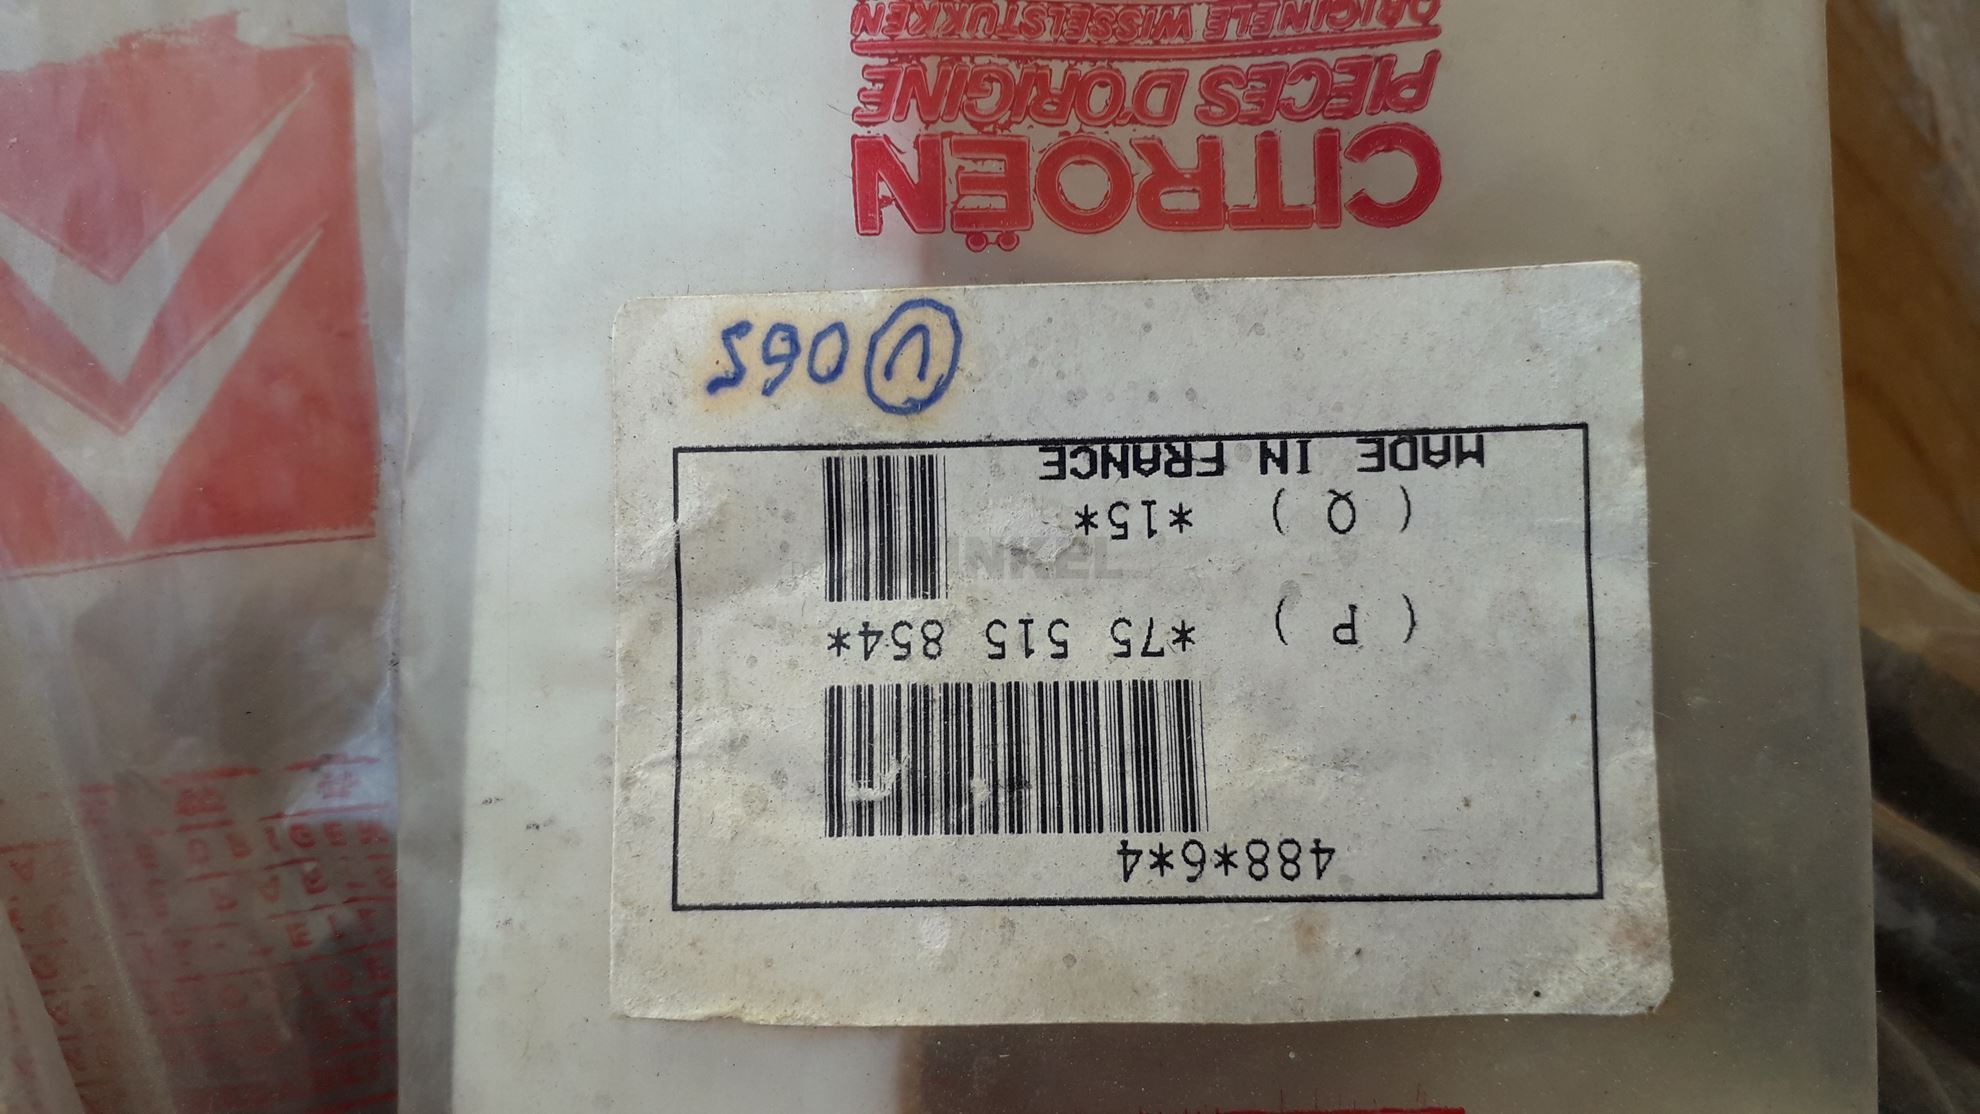 488*6*4
( P ) *75 515 854*
( Q ) *15*
MADE IN FRANCE
U 065
CITROËN
PIECES D'ORIGINE
ORIGINELE WISSELSTUKKEN